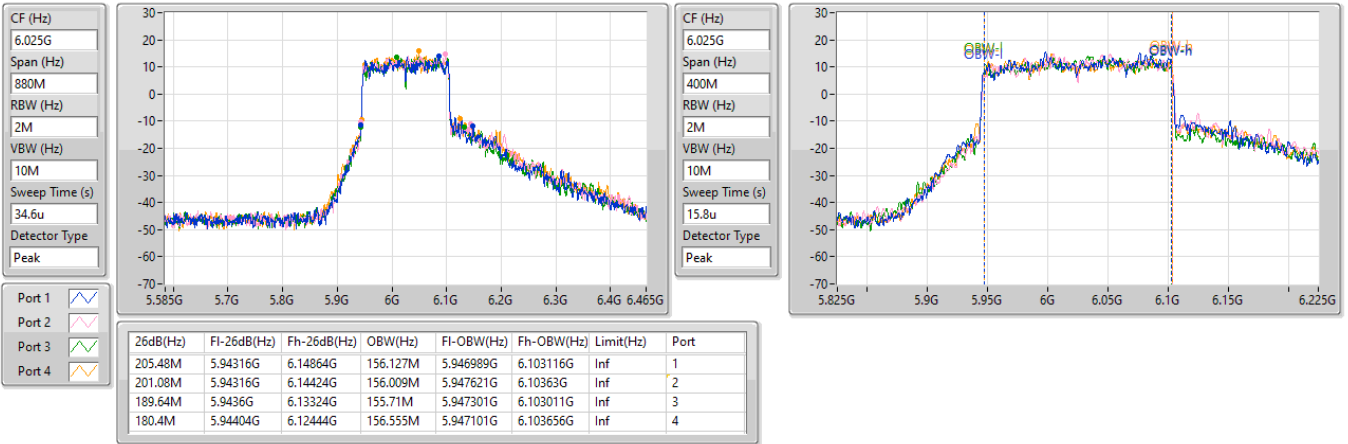 CF (Hz)
6.025G
Span (Hz)
880M
RBW (Hz)
2M
VBW (Hz)
10M
Sweep Time (s)
34.6u
Detector Type
Peak
30
20
10
0
-10
-20
-30
-40
-50
-60
-70
5.585G 5.7G 5.8G 5.9G 6G 6.1G 6.2G 6.3G 6.4G 6.465G
CF (Hz)
6.025G
Span (Hz)
400M
RBW (Hz)
2M
VBW (Hz)
10M
Sweep Time (s)
15.8u
Detector Type
Peak
30
20
10
0
-10
-20
-30
-40
-50
-60
-70
OBW-l OBW-h
5.825G 5.9G 5.95G 6G 6.05G 6.1G 6.15G 6.225G
Port 1
Port 2
Port 3
Port 4
26dB(Hz) Fl-26dB(Hz) Fh-26dB(Hz) OBW(Hz) Fl-OBW(Hz) Fh-OBW(Hz) Limit(Hz) Port
205.48M 5.94316G 6.14864G 156.127M 5.946989G 6.103116G Inf 1
201.08M 5.94316G 6.14424G 156.009M 5.947621G 6.10363G Inf 2
189.64M 5.9436G 6.13324G 155.71M 5.947301G 6.103011G Inf 3
180.4M 5.94404G 6.12444G 156.555M 5.947101G 6.103656G Inf 4